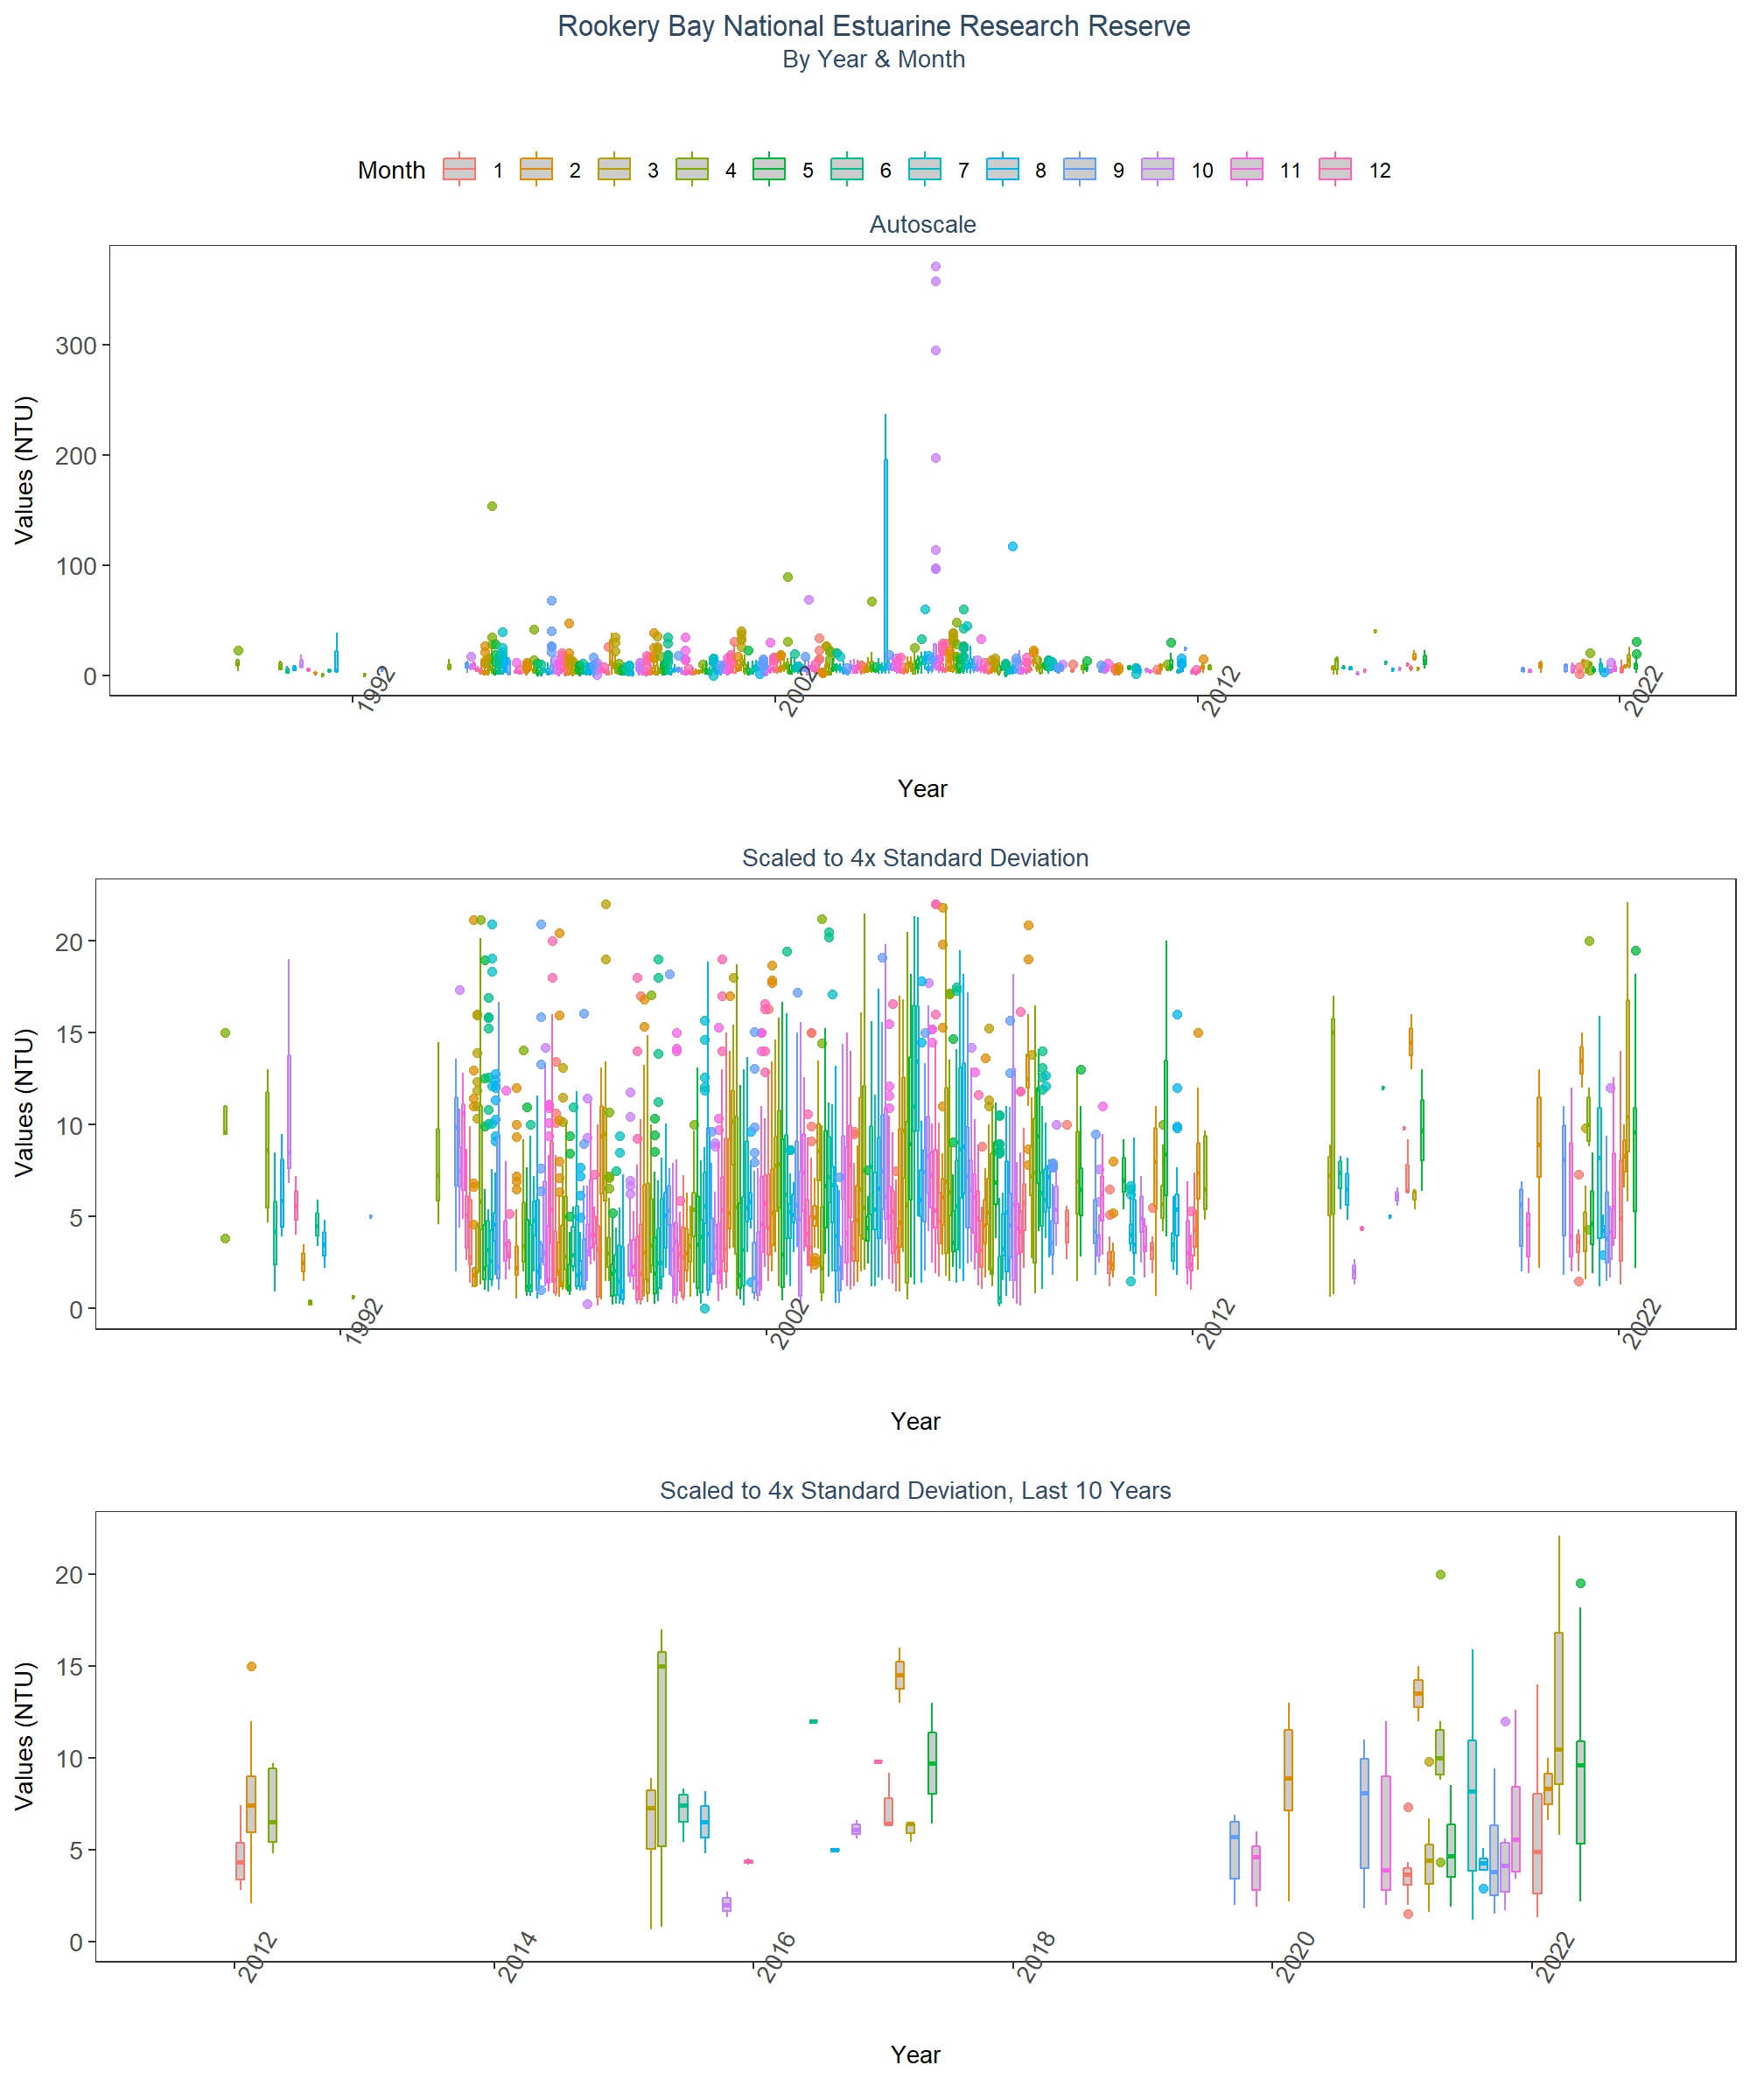 Rookery Bay National Estuarine Research Reserve
By Year & Month
Month 1 2 3 4 5 6 7 8 9 10 11 12
Autoscale
Values (NTU)
300
200
100
0
1992 2002 2012 2022
Year
Scaled to 4x Standard Deviation
Values (NTU)
20
15
10
5
0
1992 2002 2012 2022
Year
Scaled to 4x Standard Deviation, Last 10 Years
Values (NTU)
20
15
10
5
0
2012 2014 2016 2018 2020 2022
Year